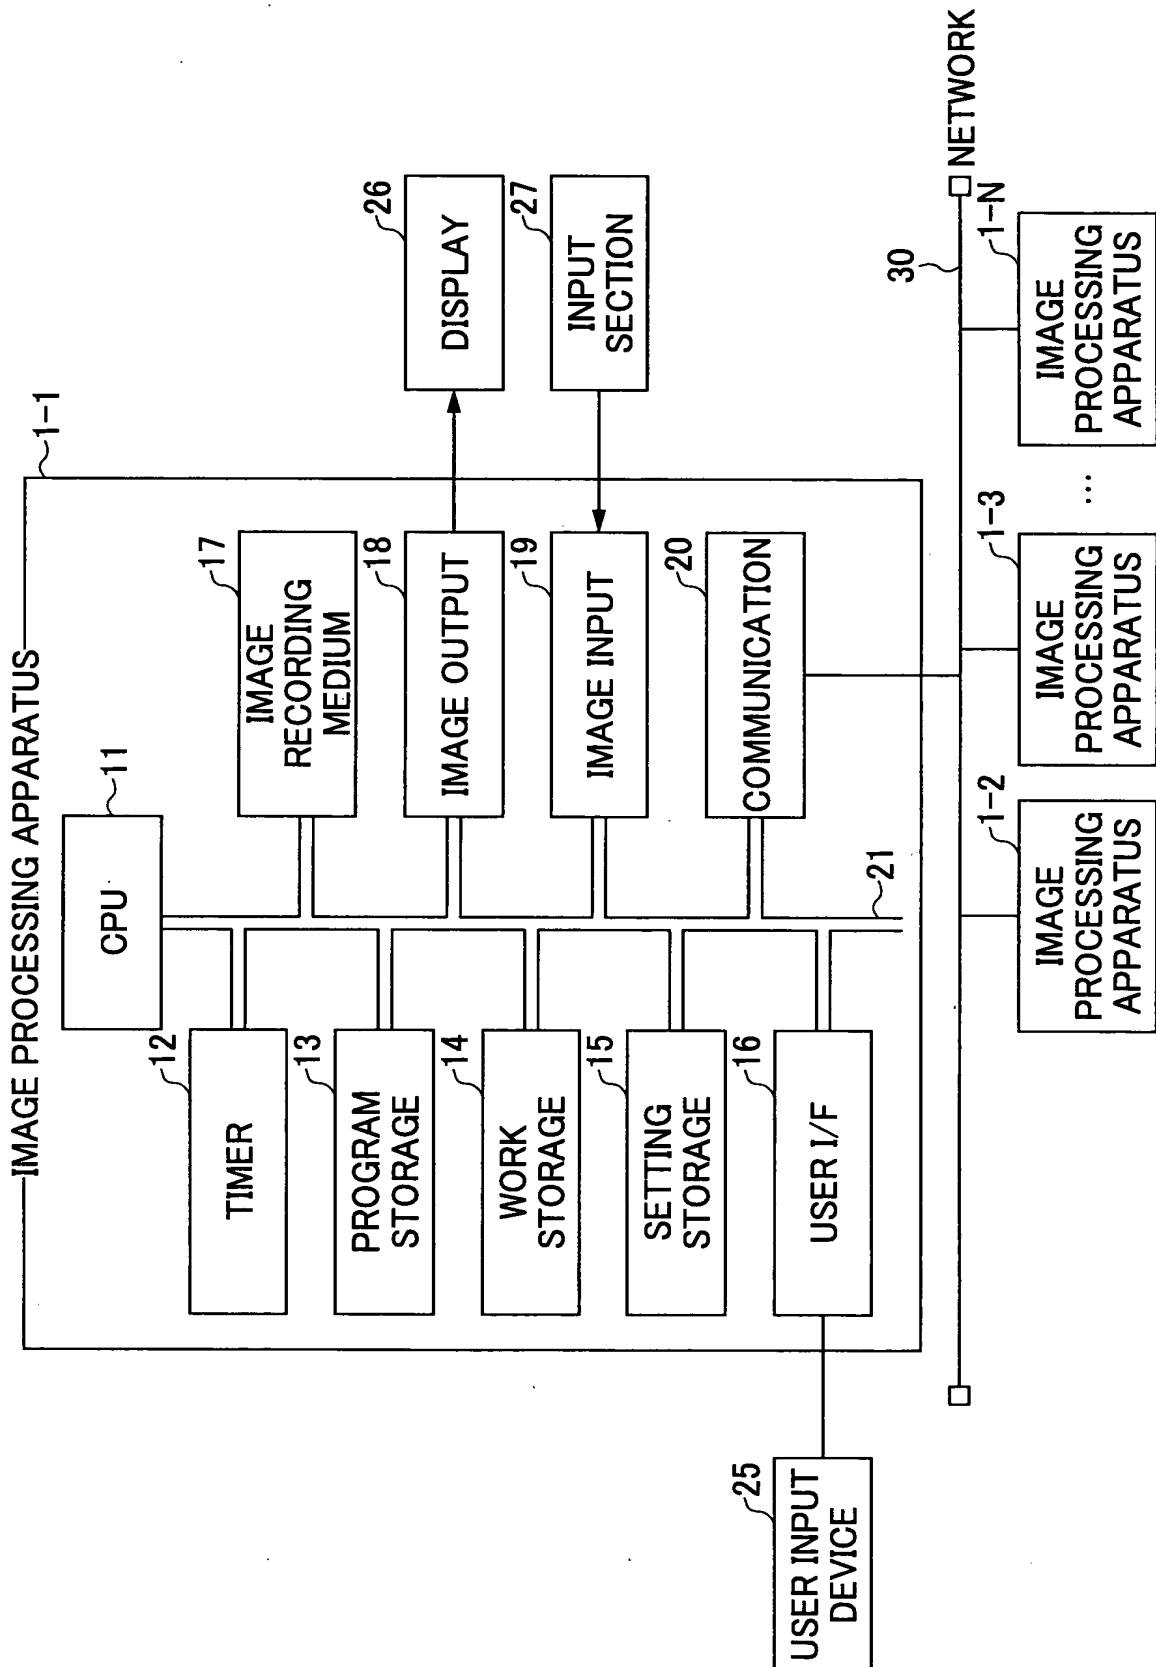 IMAGE PROCESSING APPARATUS
1-1
CPU
11
TIMER
12
PROGRAM
STORAGE
13
WORK
STORAGE
14
SETTING
STORAGE
15
USER I/F
16
IMAGE
RECORDING
MEDIUM
17
IMAGE OUTPUT
18
IMAGE INPUT
19
COMMUNICATION
20
21
USER INPUT
DEVICE
25
DISPLAY
26
INPUT
SECTION
27
30
NETWORK
IMAGE
PROCESSING
APPARATUS
1-2
IMAGE
PROCESSING
APPARATUS
1-3
...
IMAGE
PROCESSING
APPARATUS
1-N